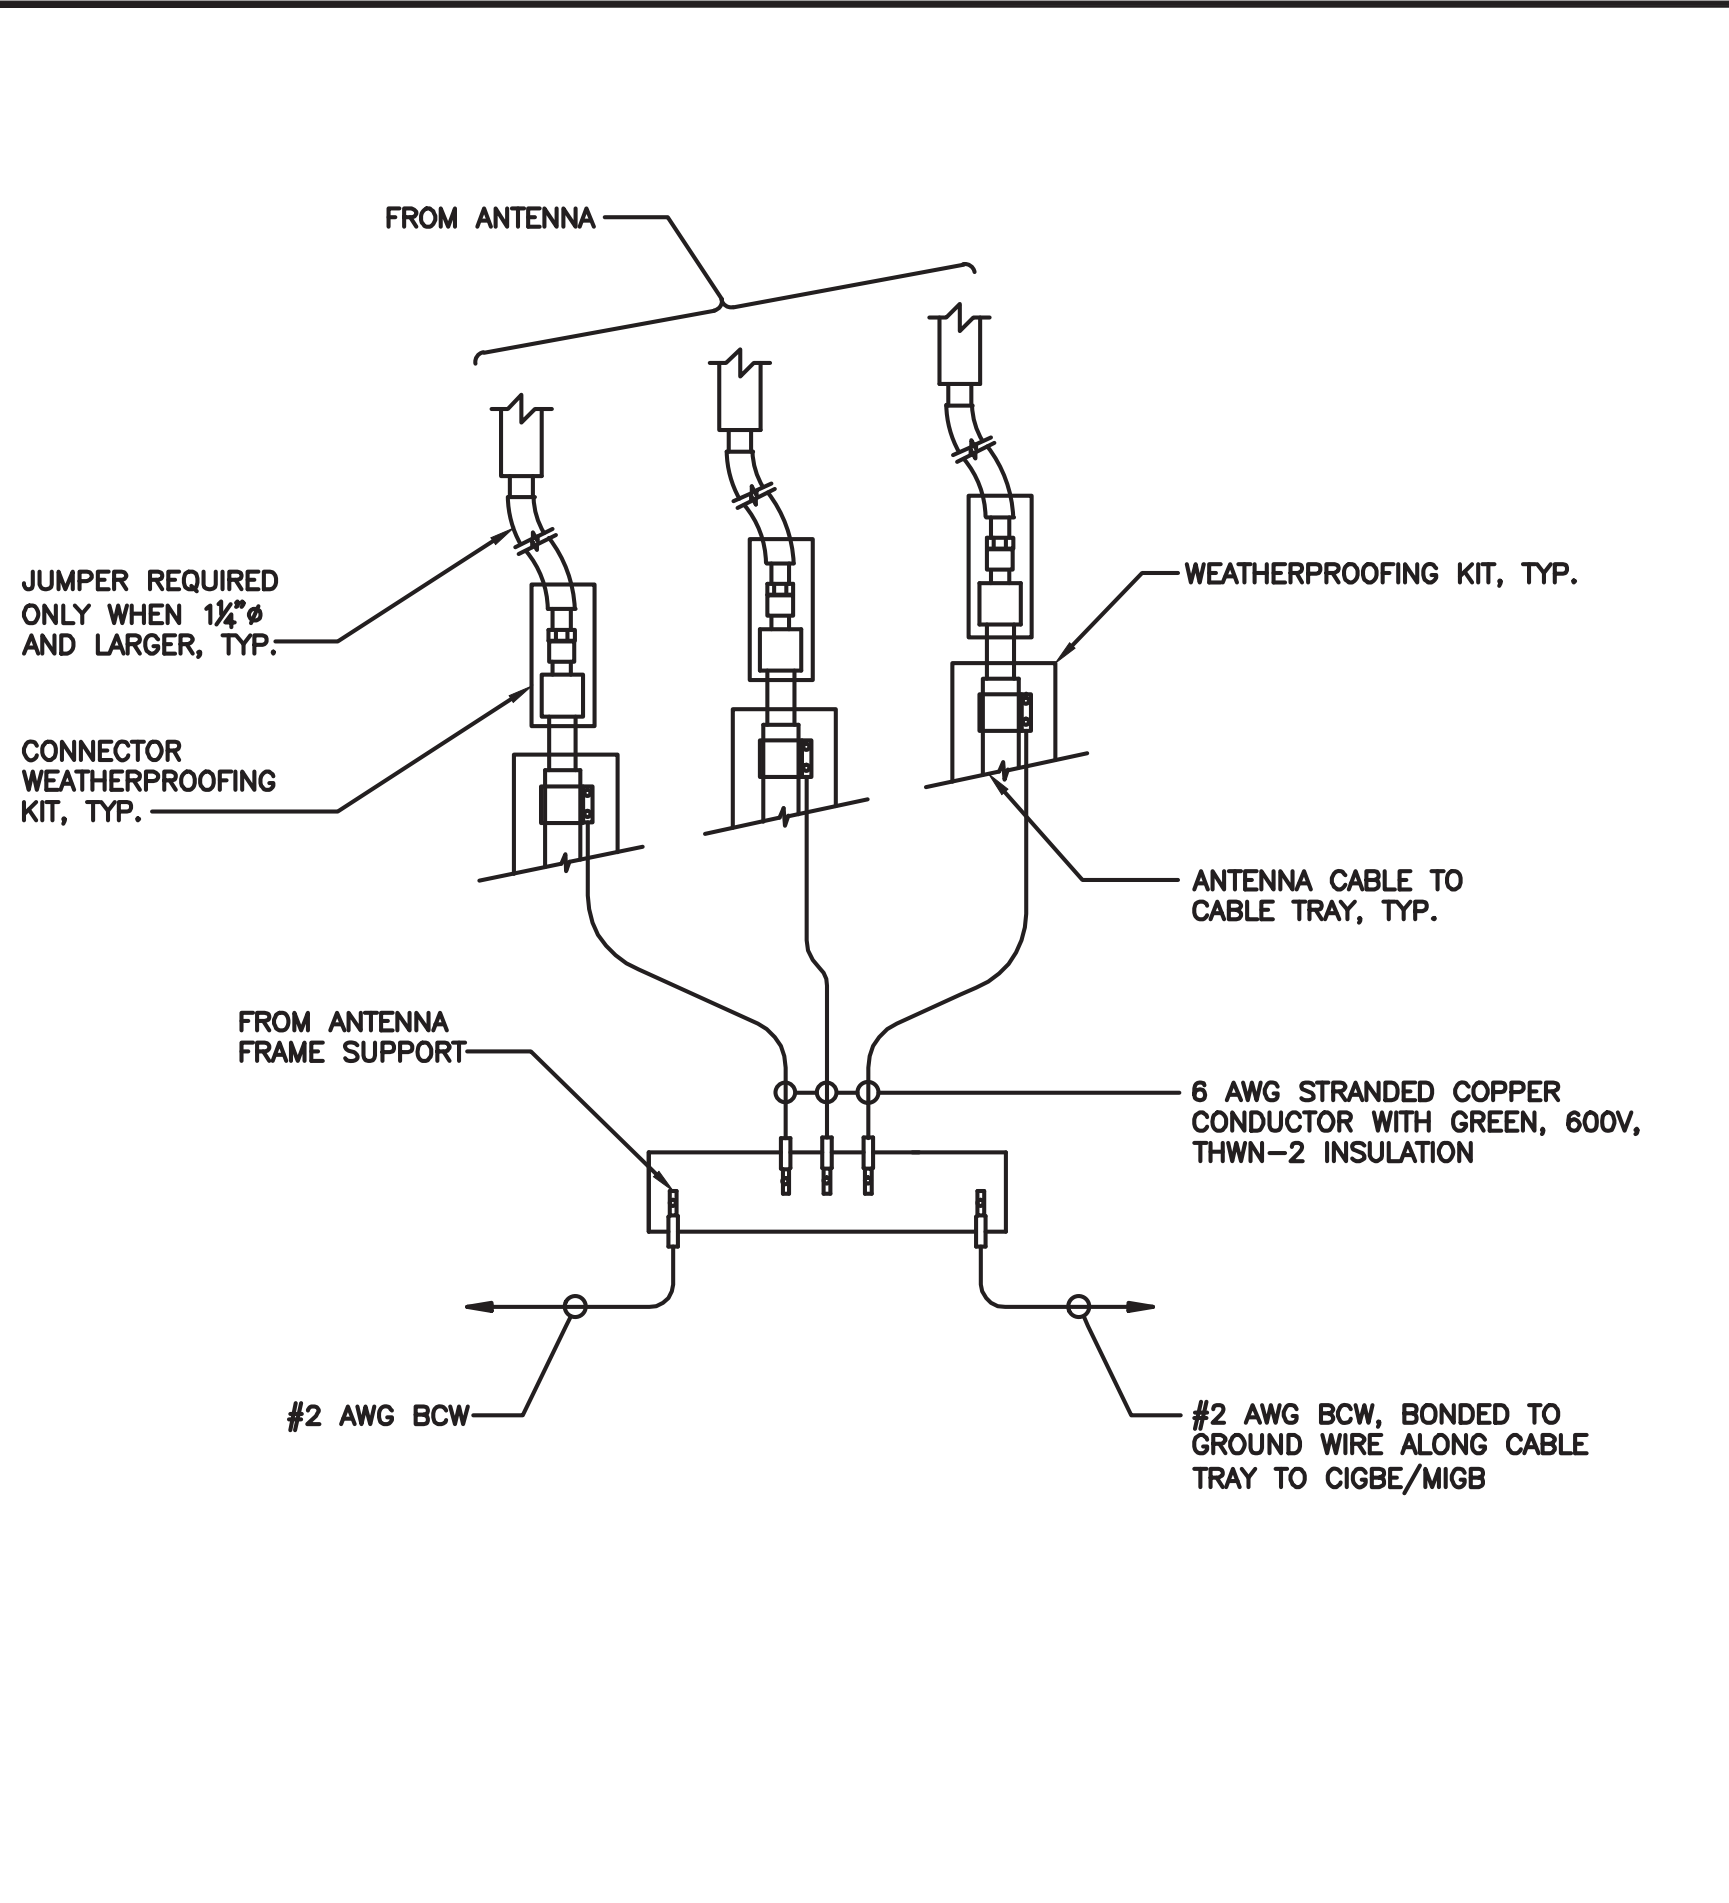 FROM ANTENNA
JUMPER REQUIRED
ONLY WHEN 1¼"ø
AND LARGER, TYP.
WEATHERPROOFING KIT, TYP.
CONNECTOR
WEATHERPROOFING
KIT, TYP.
ANTENNA CABLE TO
CABLE TRAY, TYP.
FROM ANTENNA
FRAME SUPPORT
6 AWG STRANDED COPPER
CONDUCTOR WITH GREEN, 600V,
THWN-2 INSULATION
#2 AWG BCW
#2 AWG BCW, BONDED TO
GROUND WIRE ALONG CABLE
TRAY TO CIGBE/MIGB